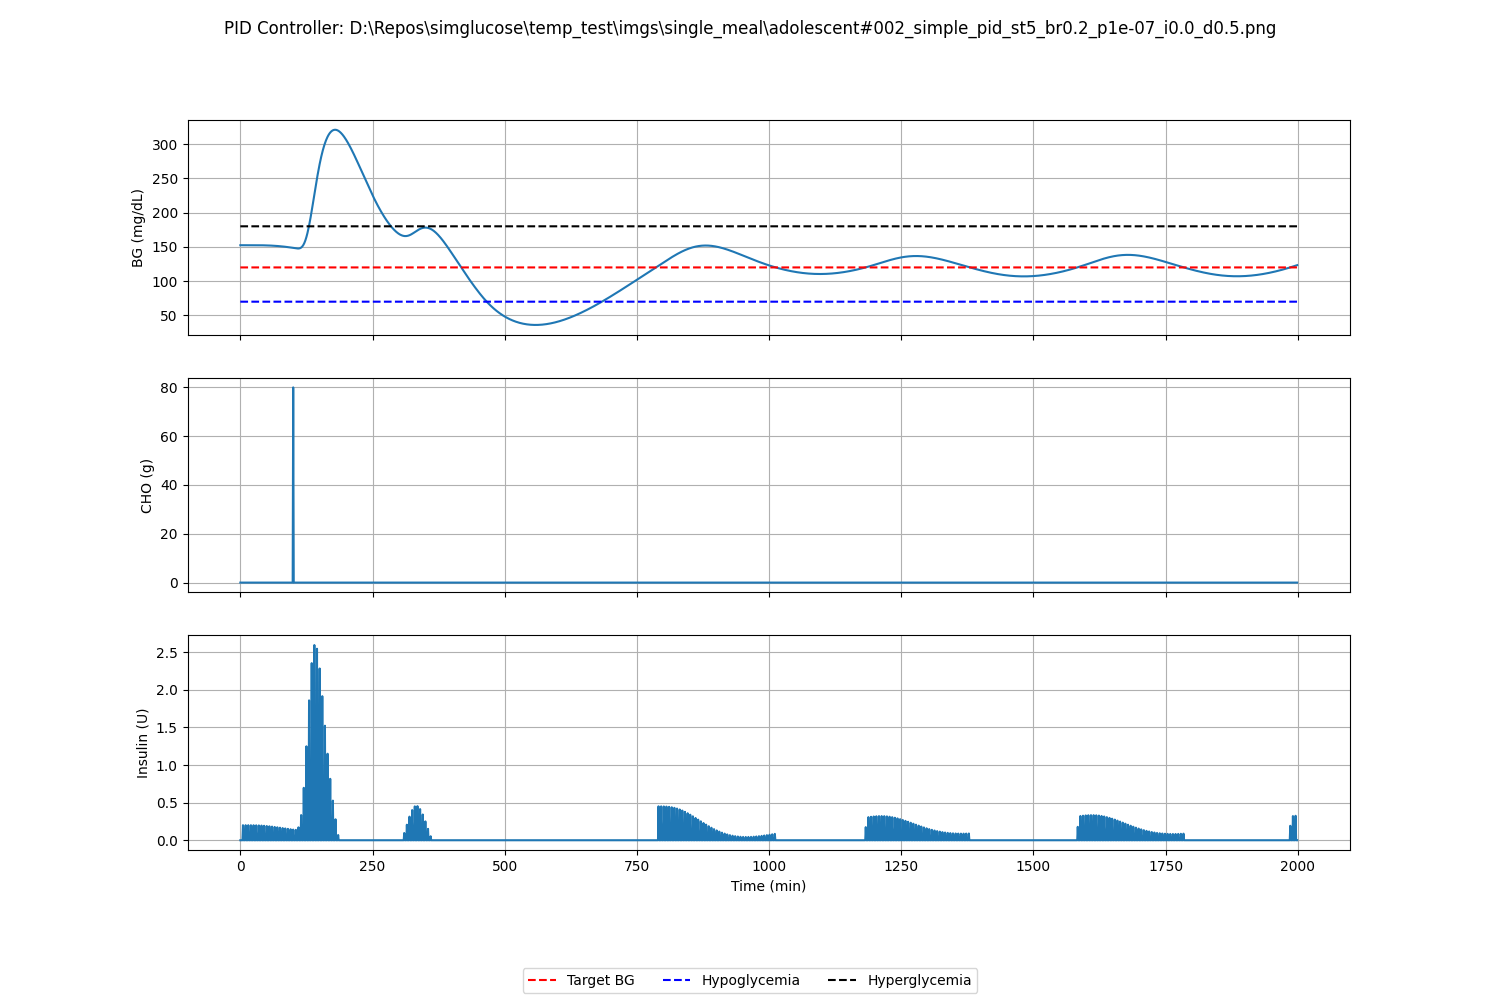 PID Controller: D:\Repos\simglucose\temp_test\imgs\single_meal\adolescent#002_simple_pid_st5_br0.2_p1e-07_i0.0_d0.5.png
BG (mg/dL)
300
250
200
150
100
50
CHO (g)
80
60
40
20
0
Insulin (U)
2.5
2.0
1.5
1.0
0.5
0.0
0 250 500 750 1000 1250 1500 1750 2000
Time (min)
Target BG Hypoglycemia Hyperglycemia